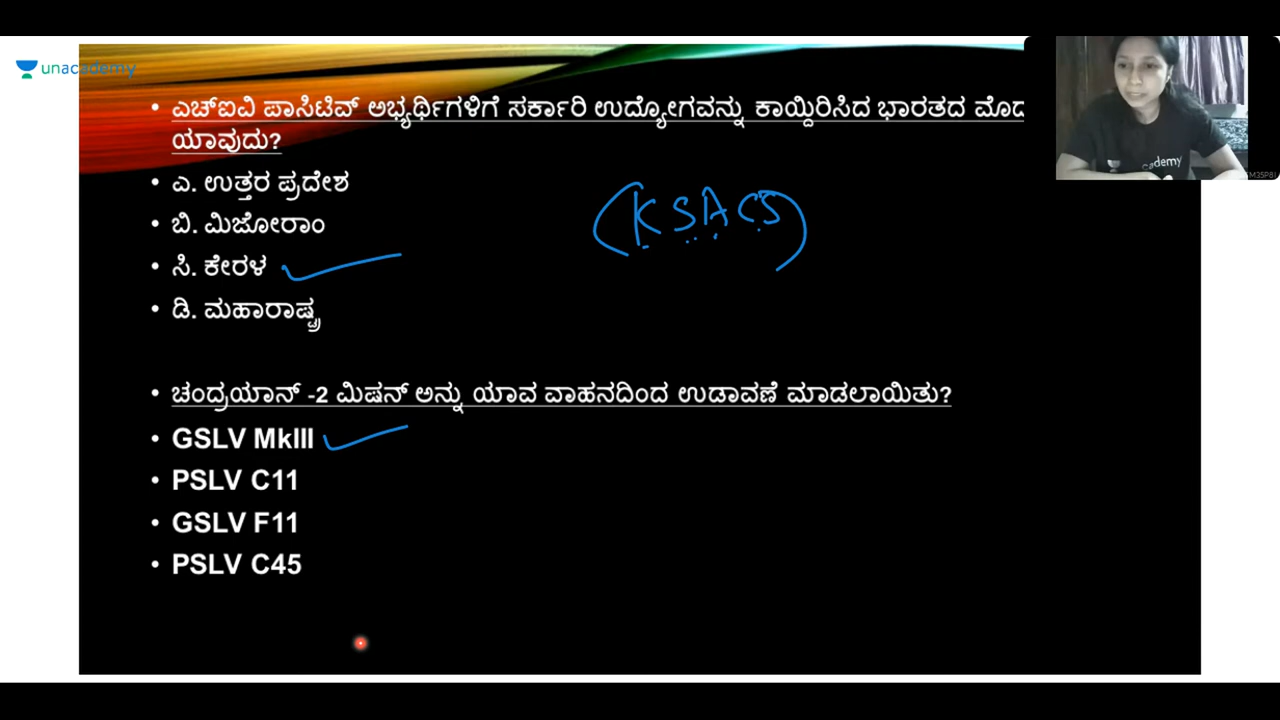 unacademy
• ಎಚ್ಐವಿ ಪಾಸಿಟಿವ್ ಅಭ್ಯರ್ಥಿಗಳಿಗೆ ಸರ್ಕಾರಿ ಉದ್ಯೋಗವನ್ನು ಕಾಯ್ದಿರಿಸಿದ ಭಾರತದ
ಯಾವುದು?
• ಎ. ಉತ್ತರ ಪ್ರದೇಶ
• ಬಿ. ಮಿಜೋರಾಂ
• ಸಿ. ಕೇರಳ
• ಡಿ. ಮಹಾರಾಷ್ಟ್ರ
(KSACS)
• ಚಂದ್ರಯಾನ್ -2 ಮಿಷನ್ ಅನ್ನು ಯಾವ ವಾಹನದಿಂದ ಉಡಾವಣೆ ಮಾಡಲಾಯಿತು?
• GSLV MkIII
• PSLV C11
• GSLV F11
• PSLV C45